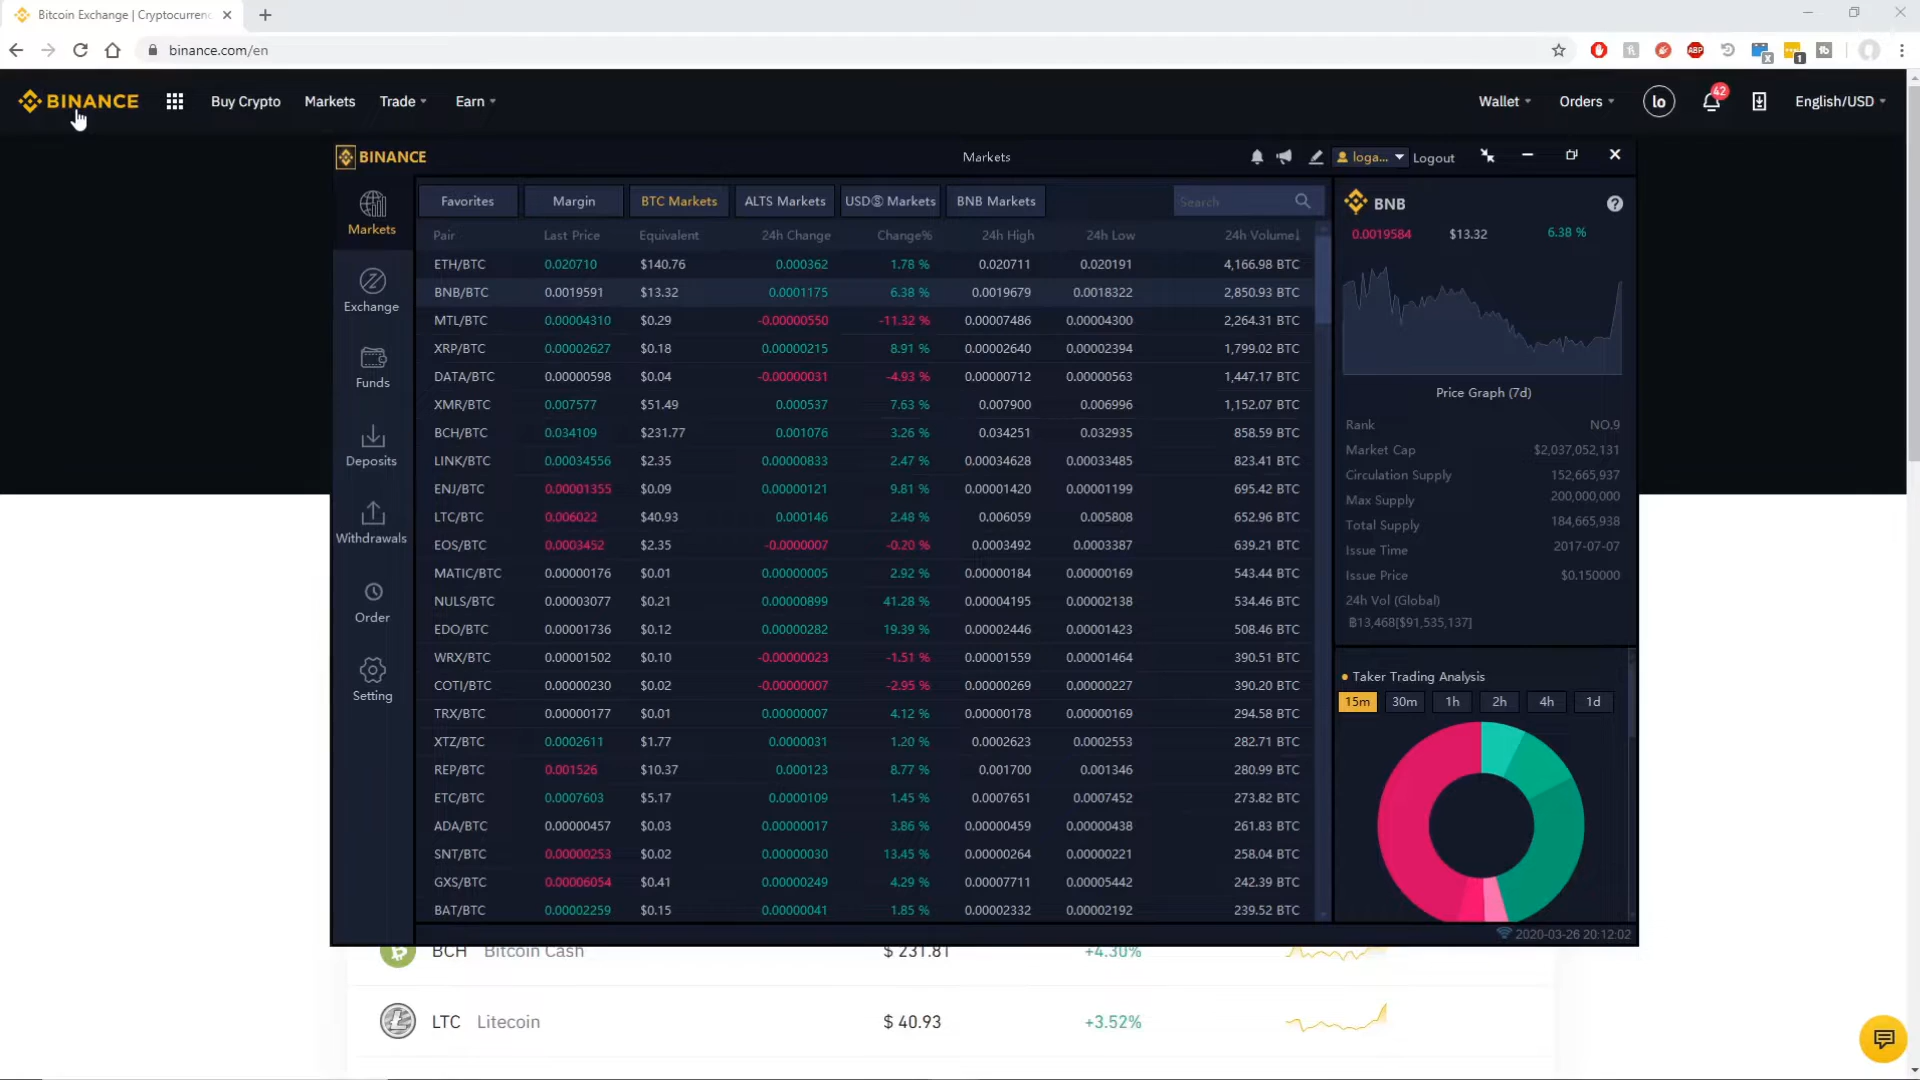 Bitcoin Exchange | Cryptocurrenc
binance.com/en
ABP
1
BINANCE Buy Crypto Markets Trade Earn Wallet Orders lo 42 English/USD
BINANCE Markets loga... Logout
Favorites Margin BTC Markets ALTS Markets USDⓈ Markets BNB Markets Search
Markets
Exchange
Funds
Deposits
Withdrawals
Order
Setting
Pair Last Price Equivalent 24h Change Change% 24h High 24h Low 24h Volume↓
ETH/BTC 0.020710 $140.76 0.000362 1.78 % 0.020711 0.020191 4,166.98 BTC
BNB/BTC 0.0019591 $13.32 0.0001175 6.38 % 0.0019679 0.0018322 2,850.93 BTC
MTL/BTC 0.00004310 $0.29 -0.00000550 -11.32 % 0.00007486 0.00004300 2,264.31 BTC
XRP/BTC 0.00002627 $0.18 0.00000215 8.91 % 0.00002640 0.00002394 1,799.02 BTC
DATA/BTC 0.00000598 $0.04 -0.00000031 -4.93 % 0.00000712 0.00000563 1,447.17 BTC
XMR/BTC 0.007577 $51.49 0.000537 7.63 % 0.007900 0.006996 1,152.07 BTC
BCH/BTC 0.034109 $231.77 0.001076 3.26 % 0.034251 0.032935 858.59 BTC
LINK/BTC 0.00034556 $2.35 0.00000833 2.47 % 0.00034628 0.00033485 823.41 BTC
ENJ/BTC 0.00001355 $0.09 0.00000121 9.81 % 0.00001420 0.00001199 695.42 BTC
LTC/BTC 0.006022 $40.93 0.000146 2.48 % 0.006059 0.005808 652.96 BTC
EOS/BTC 0.0003452 $2.35 -0.0000007 -0.20 % 0.0003492 0.0003387 639.21 BTC
MATIC/BTC 0.00000176 $0.01 0.00000005 2.92 % 0.00000184 0.00000169 543.44 BTC
NULS/BTC 0.00003077 $0.21 0.00000899 41.28 % 0.00004195 0.00002138 534.46 BTC
EDO/BTC 0.00001736 $0.12 0.00000282 19.39 % 0.00002446 0.00001423 508.46 BTC
WRX/BTC 0.00001502 $0.10 -0.00000023 -1.51 % 0.00001559 0.00001464 390.51 BTC
COTI/BTC 0.00000230 $0.02 -0.00000007 -2.95 % 0.00000269 0.00000227 390.20 BTC
TRX/BTC 0.00000177 $0.01 0.00000007 4.12 % 0.00000178 0.00000169 294.58 BTC
XTZ/BTC 0.0002611 $1.77 0.0000031 1.20 % 0.0002623 0.0002553 282.71 BTC
REP/BTC 0.001526 $10.37 0.000123 8.77 % 0.001700 0.001346 280.99 BTC
ETC/BTC 0.0007603 $5.17 0.0000109 1.45 % 0.0007651 0.0007452 273.82 BTC
ADA/BTC 0.00000457 $0.03 0.00000017 3.86 % 0.00000459 0.00000438 261.83 BTC
SNT/BTC 0.00000253 $0.02 0.00000030 13.45 % 0.00000264 0.00000221 258.04 BTC
GXS/BTC 0.00006054 $0.41 0.00000249 4.29 % 0.00007711 0.00005442 242.39 BTC
BAT/BTC 0.00002259 $0.15 0.00000041 1.85 % 0.00002332 0.00002192 239.52 BTC
BNB
0.0019584 $13.32 6.38 %
Price Graph (7d)
Rank NO.9
Market Cap $2,037,052,131
Circulation Supply 152,665,937
Max Supply 200,000,000
Total Supply 184,665,938
Issue Time 2017-07-07
Issue Price $0.150000
24h Vol (Global)
฿13,468[$91,535,137]
Taker Trading Analysis
15m 30m 1h 2h 4h 1d
2020-03-26 20:12:02
BCH Bitcoin Cash $ 231.81 +4.30%
LTC Litecoin $ 40.93 +3.52%